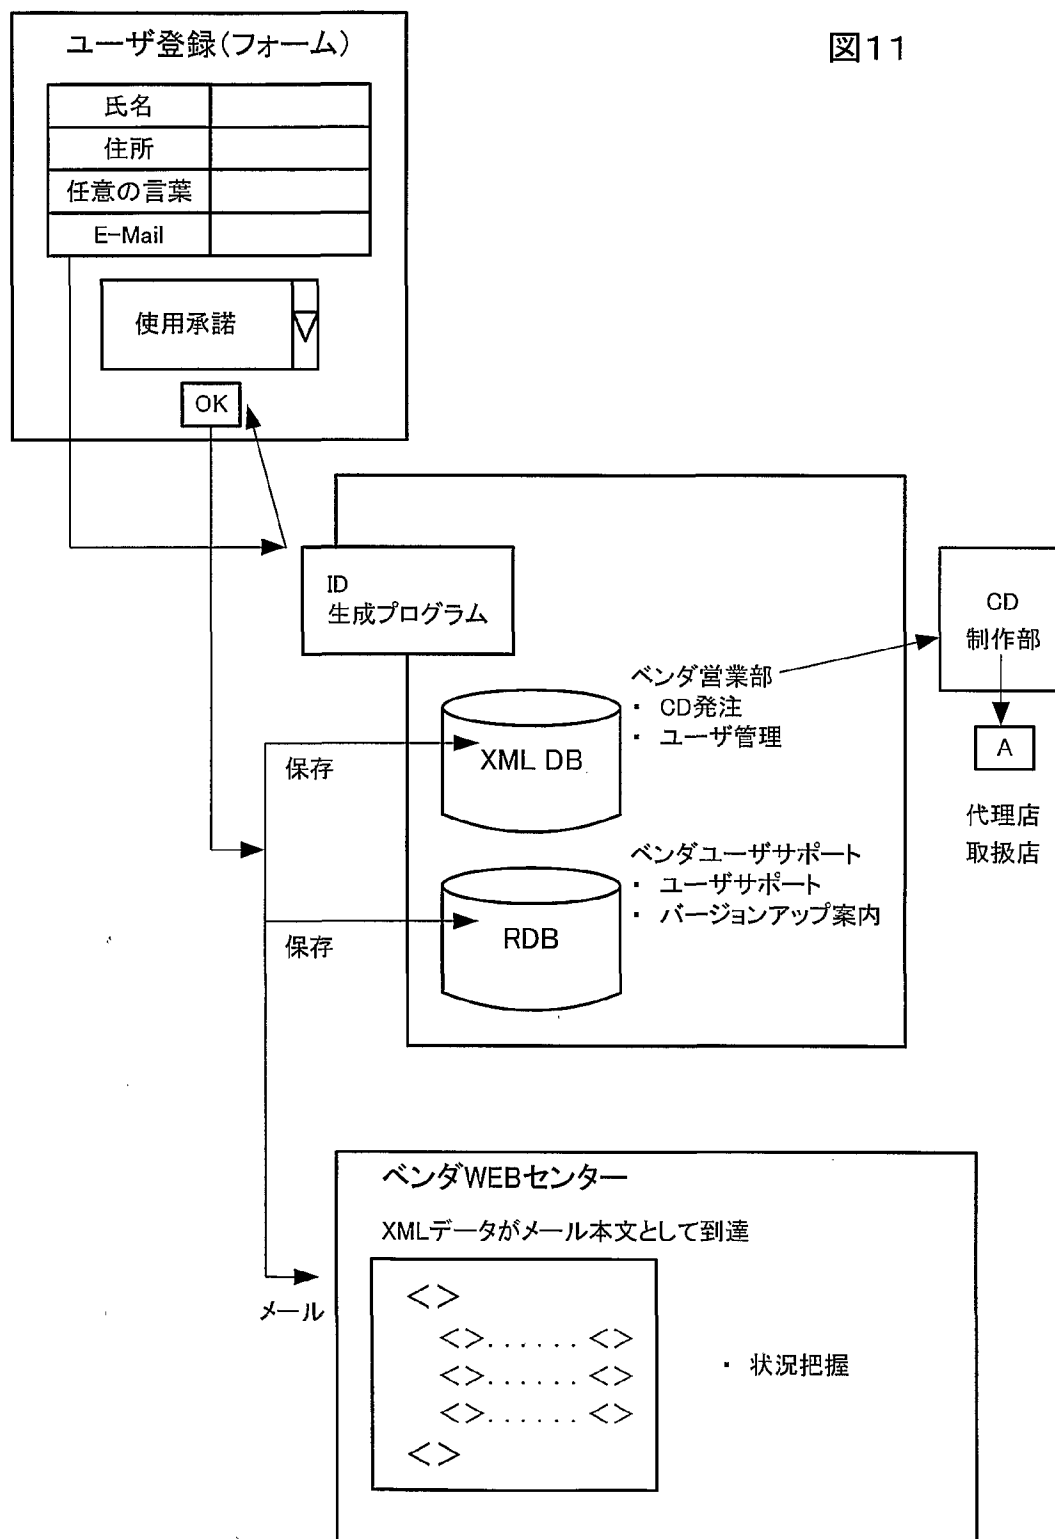 図11
ユーザ登録(フォーム)
氏名
住所
任意の言葉
E-Mail
使用承諾
OK
ID
生成プログラム
CD
制作部
ベンダ営業部
・ CD発注
・ ユーザ管理
A
代理店
取扱店
保存
XML DB
ベンダユーザサポート
・ ユーザサポート
・ バージョンアップ案内
保存
RDB
ベンダWEBセンター
XMLデータがメール本文として到達
メール
<>
<>......<>
<>......<>
<>......<>
<>
・ 状況把握